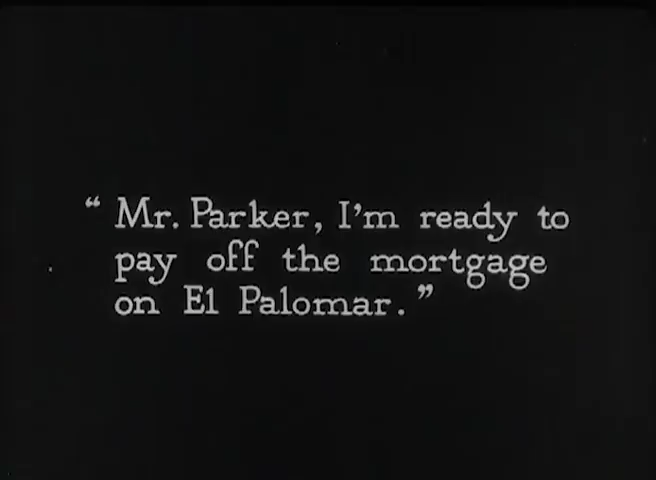 “ Mr. Parker, I'm ready to
pay off the mortgage
on El Palomar. ”